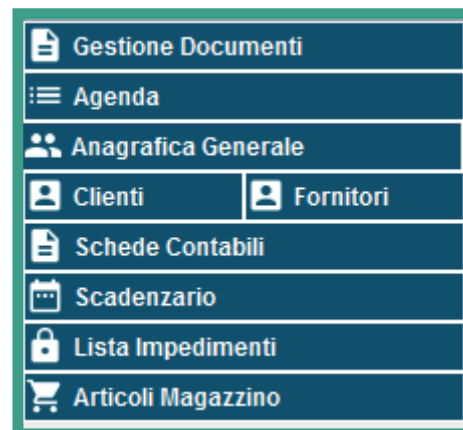 Gestione Documenti
Agenda
Anagrafica Generale
Clienti Fornitori
Schede Contabili
Scadenzario
Lista Impedimenti
Articoli Magazzino